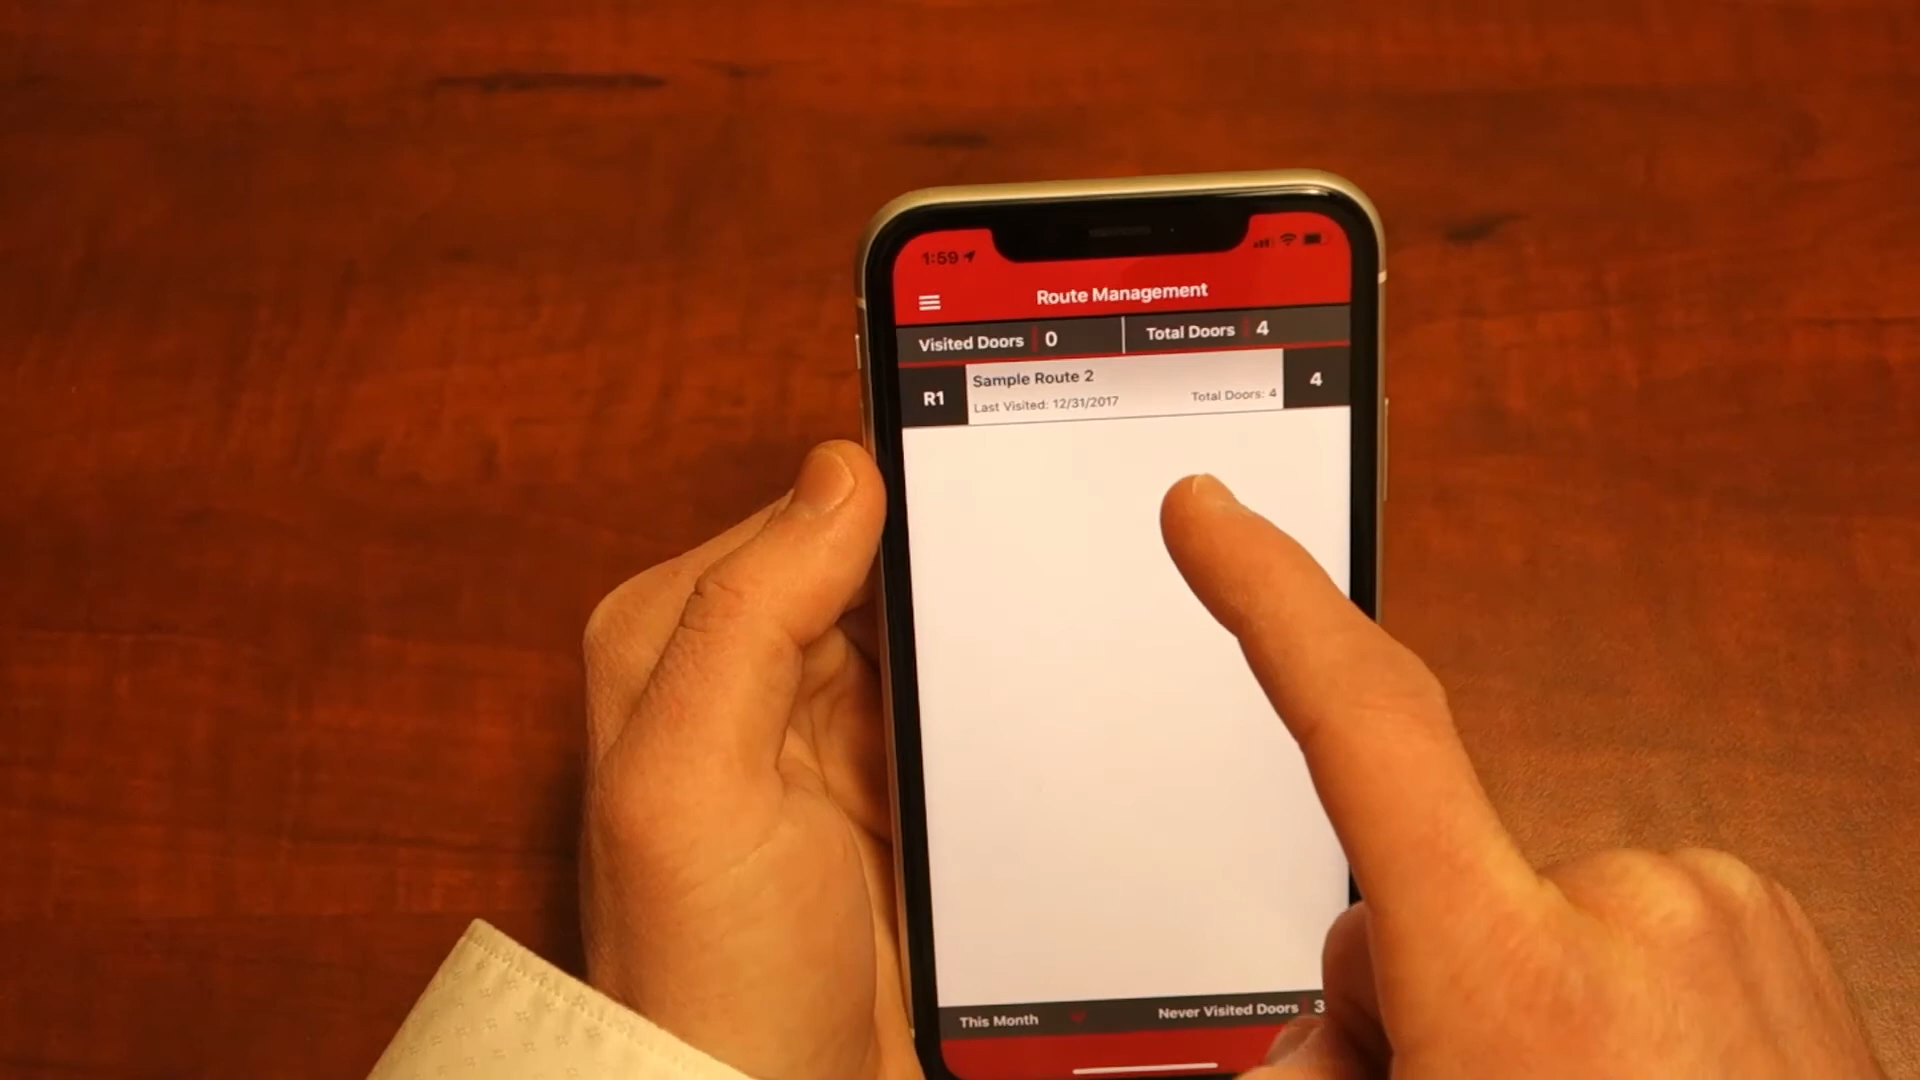 1:59
Route Management
Visited Doors 0 Total Doors 4
R1 Sample Route 2 4
Last Visited: 12/31/2017 Total Doors: 4
This Month Never Visited Doors 3